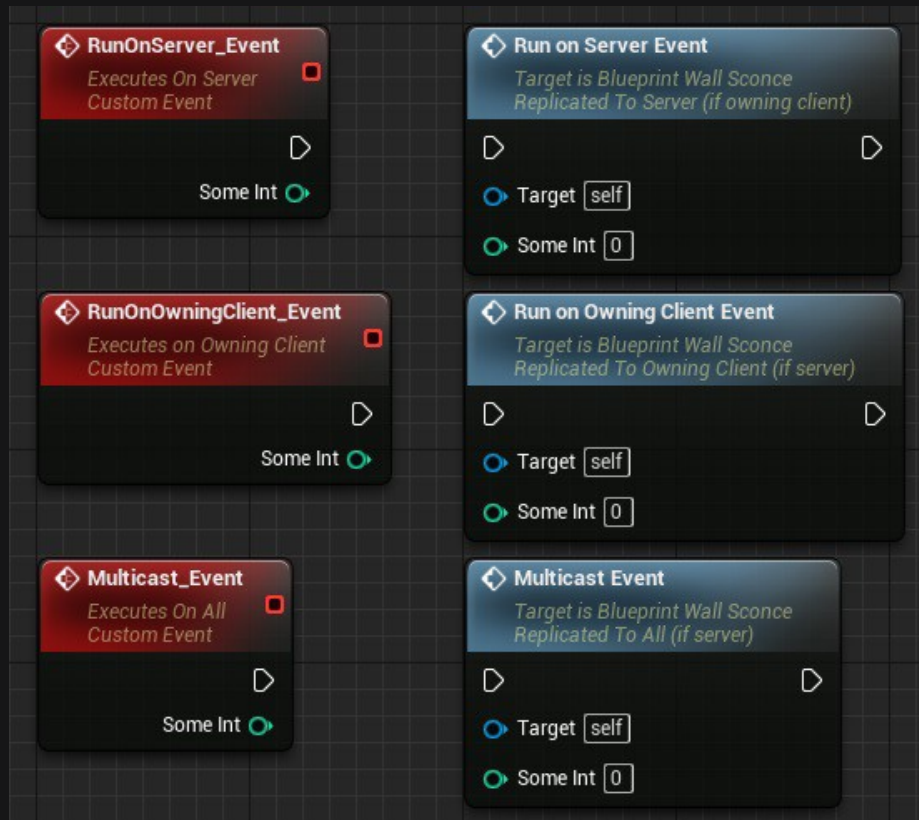 RunOnServer_Event
Executes On Server
Custom Event
Some Int
Run on Server Event
Target is Blueprint Wall Sconce
Replicated To Server (if owning client)
Target self
Some Int 0
RunOnOwningClient_Event
Executes on Owning Client
Custom Event
Some Int
Run on Owning Client Event
Target is Blueprint Wall Sconce
Replicated To Owning Client (if server)
Target self
Some Int 0
Multicast_Event
Executes On All
Custom Event
Some Int
Multicast Event
Target is Blueprint Wall Sconce
Replicated To All (if server)
Target self
Some Int 0